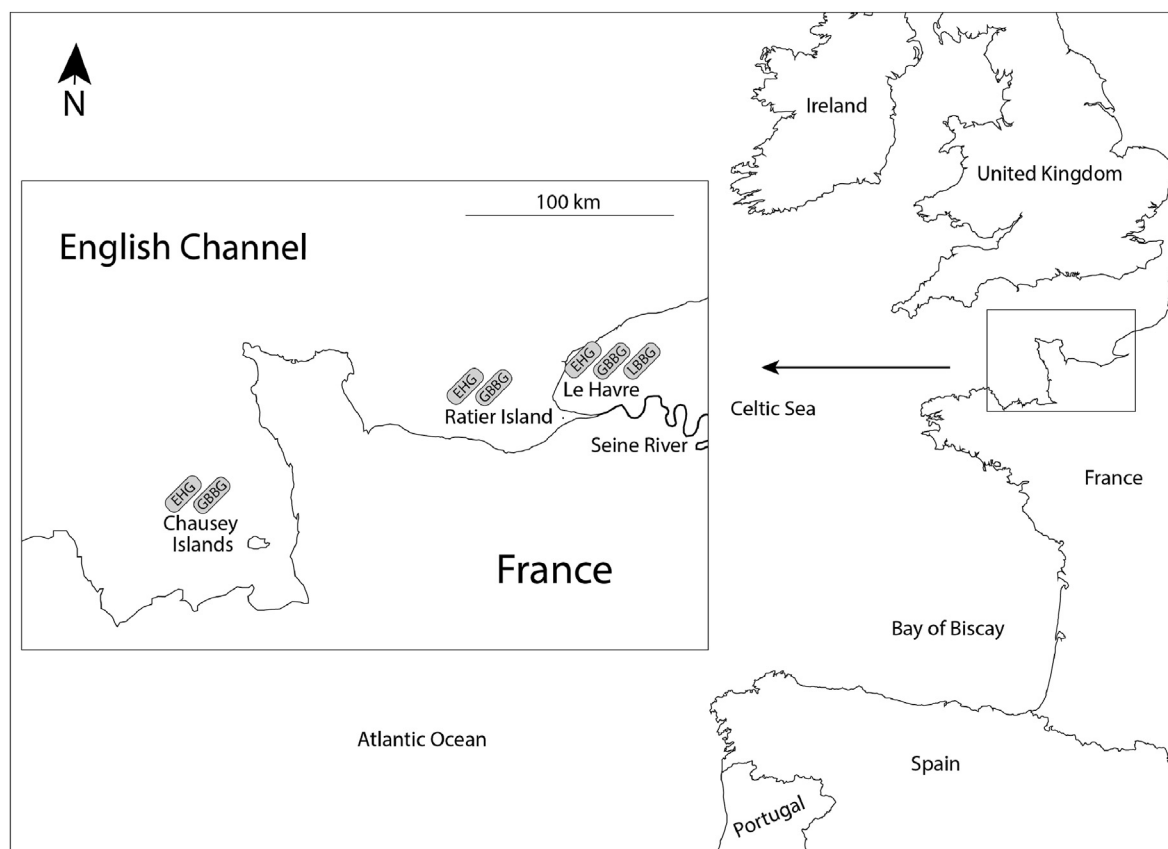 N
Ireland
United Kingdom
100 km
English Channel
EHG
GBBG
LBBG
Le Havre
EHG
GBBG
Ratier Island
Seine River
Celtic Sea
France
EHG
GBBG
Chausey
Islands
France
Bay of Biscay
Atlantic Ocean
Spain
Portugal